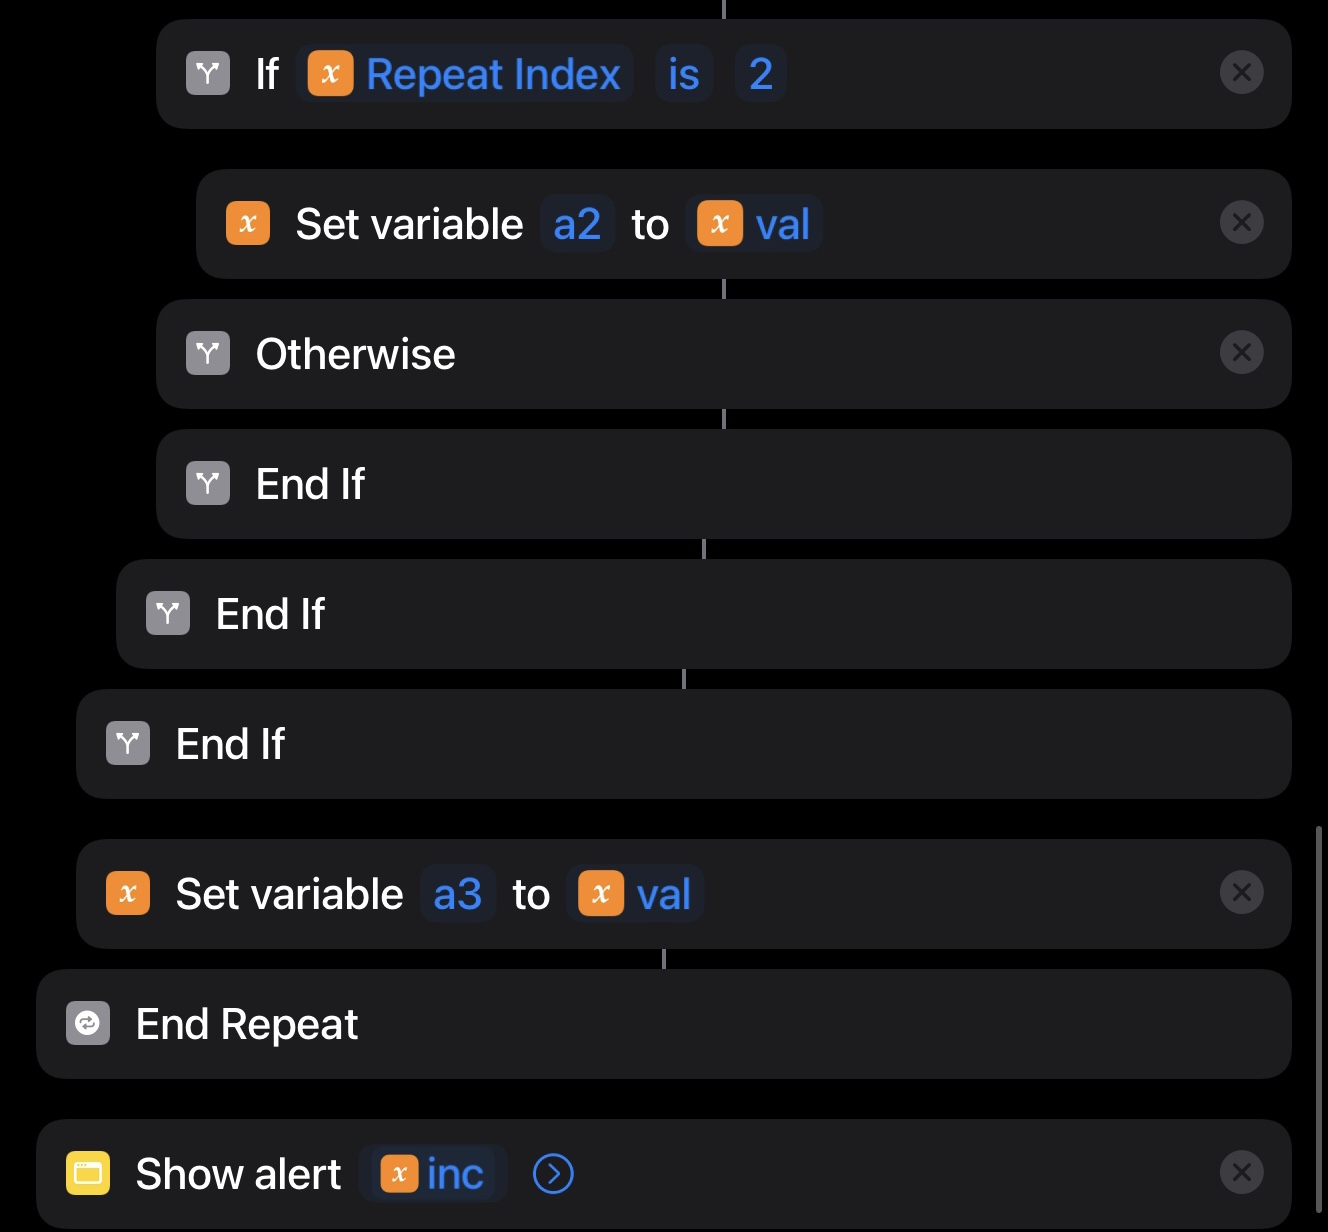 If x Repeat Index is 2
x Set variable a2 to x val
Otherwise
End If
End If
End If
x Set variable a3 to x val
End Repeat
Show alert x inc